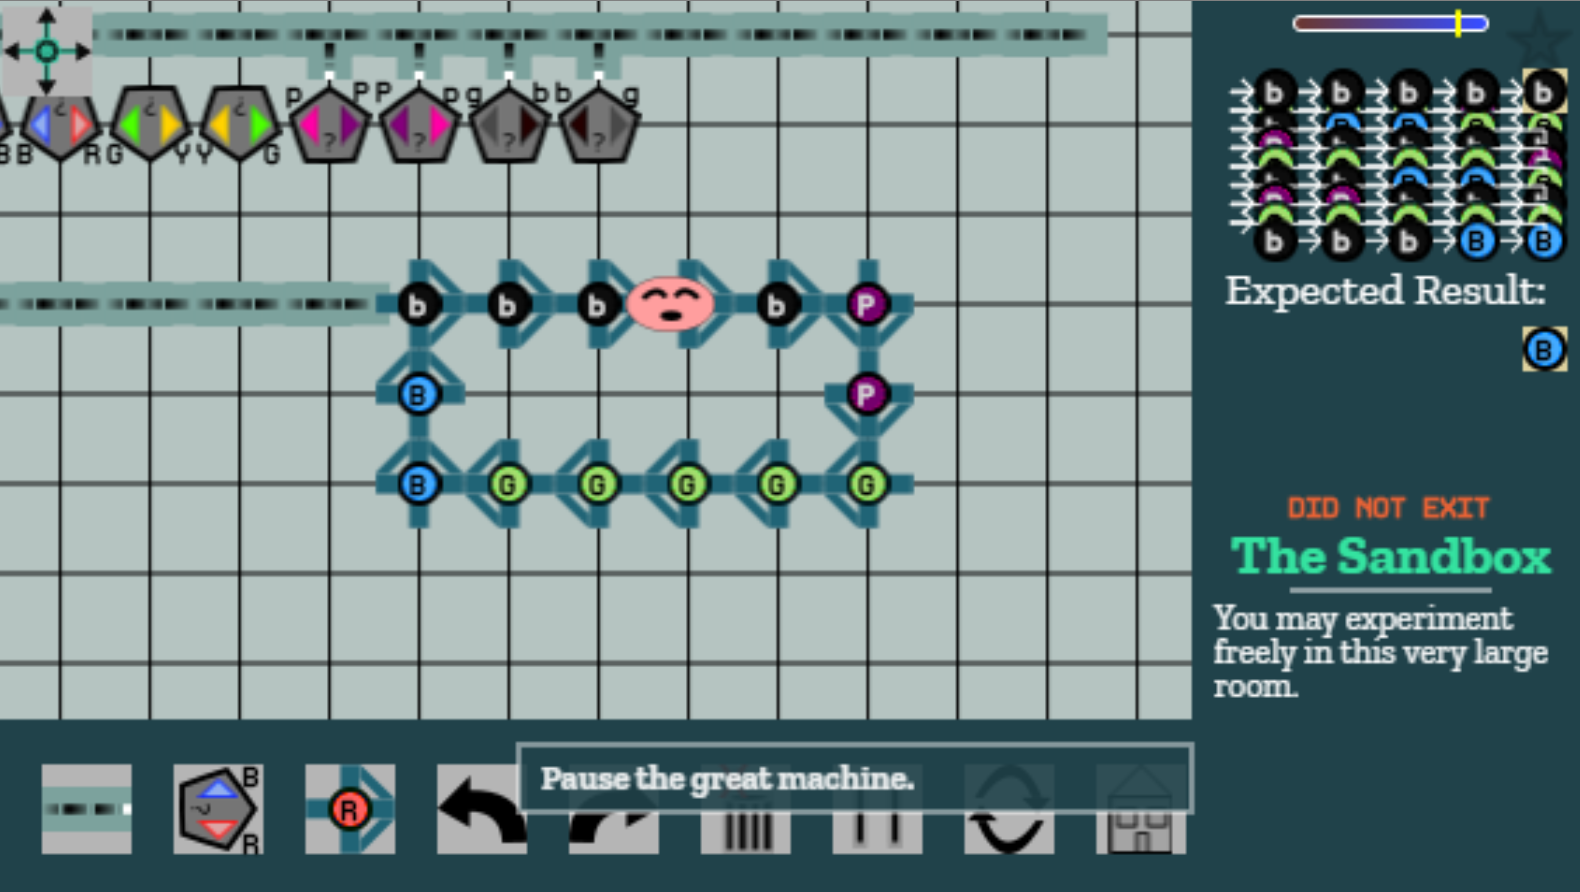 p P P p g b b g
B B R G Y Y G
b b b b b
b b b B B
Expected Result:
B
b b b b P
B P
B G G G G G
DID NOT EXIT
The Sandbox
You may experiment
freely in this very large
room.
B
R
R
Pause the great machine.